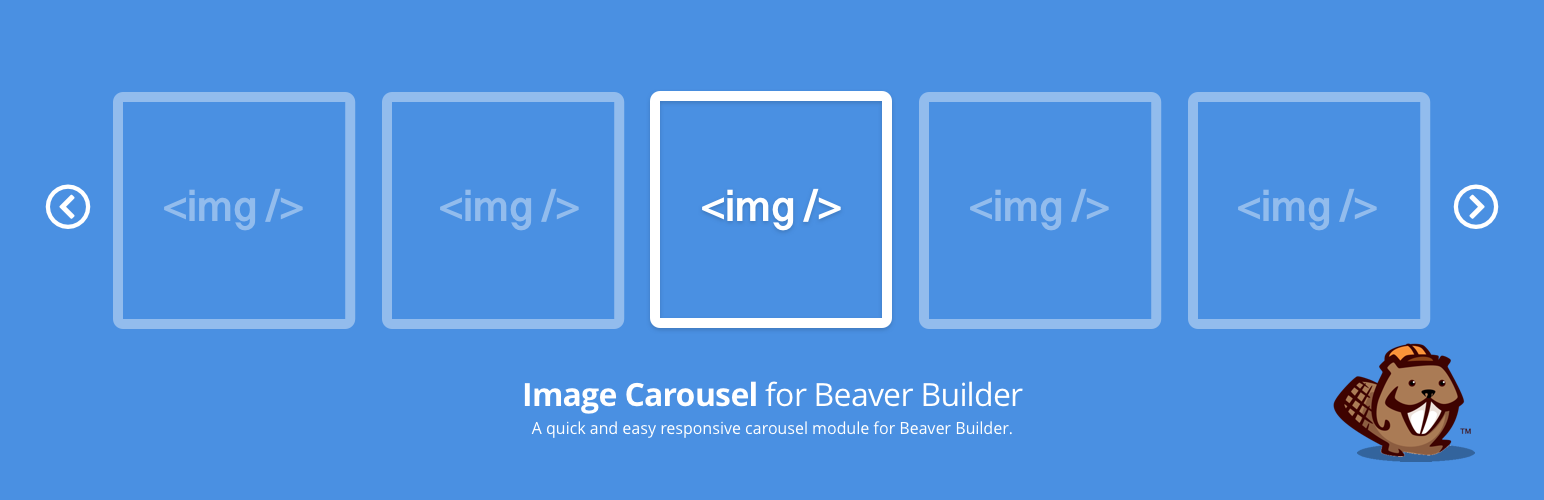 <img /> <img /> <img /> <img /> <img />
Image Carousel for Beaver Builder
A quick and easy responsive carousel module for Beaver Builder.
TM